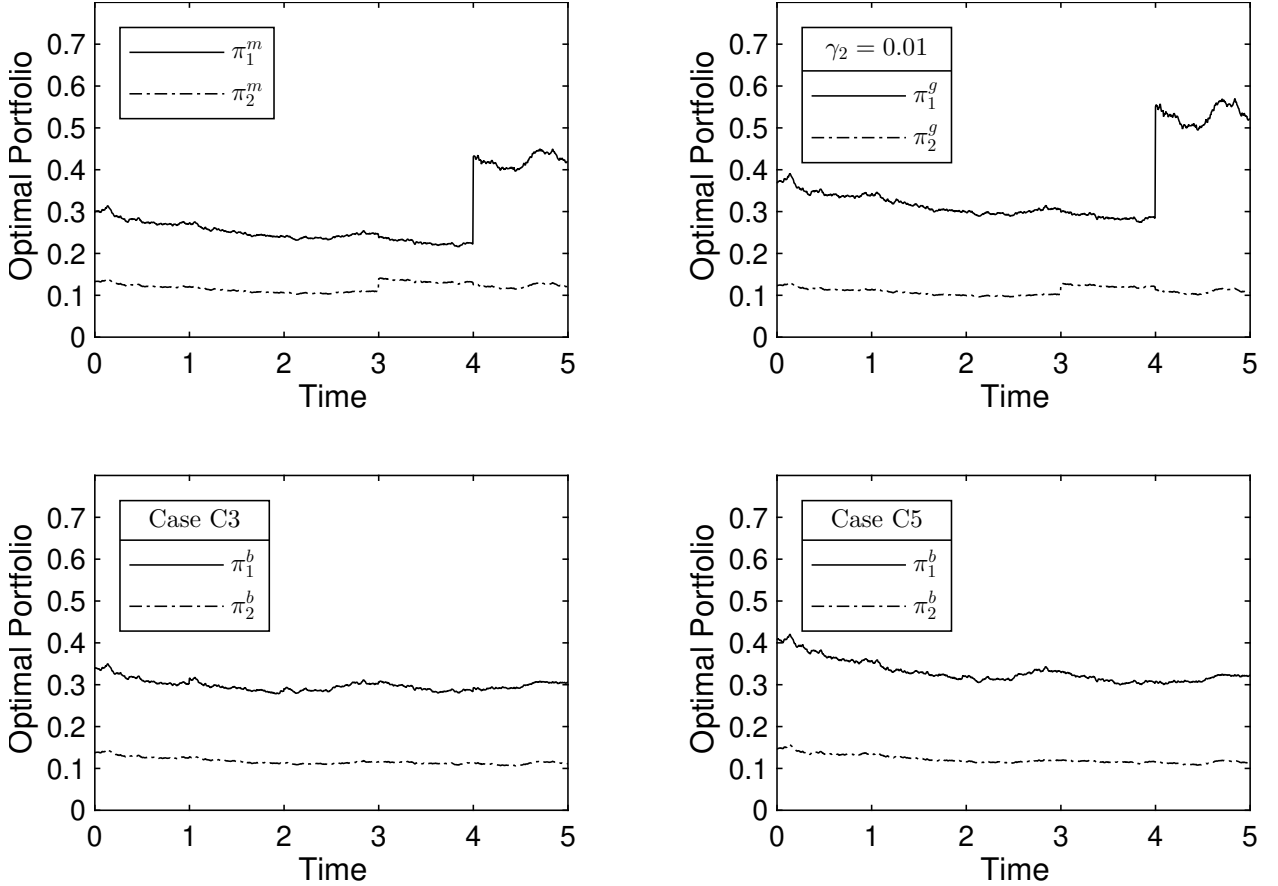 0.7
0.6
0.5
0.4
0.3
0.2
0.1
0
Optimal Portfolio
π₁ᵐ
π₂ᵐ
0 1 2 3 4 5
Time
0.7
0.6
0.5
0.4
0.3
0.2
0.1
0
Optimal Portfolio
γ₂ = 0.01
π₁ᵍ
π₂ᵍ
0 1 2 3 4 5
Time
0.7
0.6
0.5
0.4
0.3
0.2
0.1
0
Optimal Portfolio
Case C3
π₁ᵇ
π₂ᵇ
0 1 2 3 4 5
Time
0.7
0.6
0.5
0.4
0.3
0.2
0.1
0
Optimal Portfolio
Case C5
π₁ᵇ
π₂ᵇ
0 1 2 3 4 5
Time